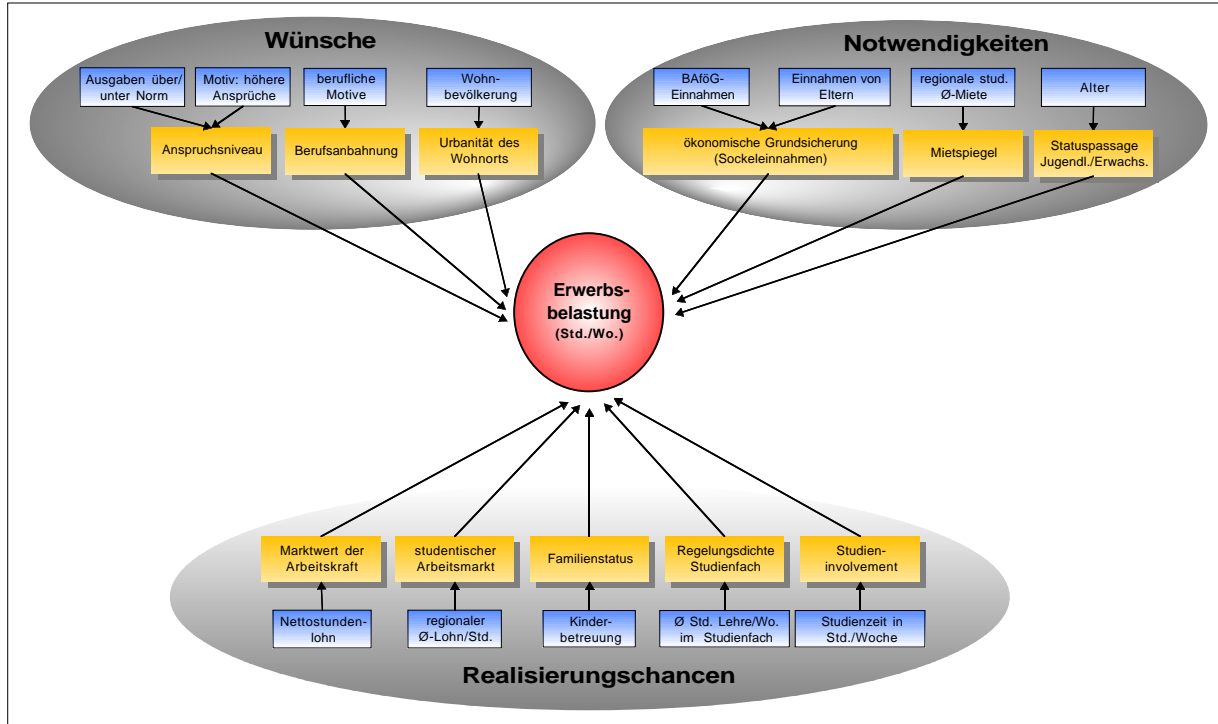 Wünsche
Ausgaben über/
unter Norm
Motiv: höhere
Ansprüche
berufliche
Motive
Wohn-
bevölkerung
Anspruchsniveau
Berufsanbahnung
Urbanität des
Wohnorts
Notwendigkeiten
BAföG-
Einnahmen
Einnahmen von
Eltern
regionale stud.
Ø-Miete
Alter
ökonomische Grundsicherung
(Sockeleinnahmen)
Mietspiegel
Statuspassage
Jugendl./Erwachs.
Erwerbs-
belastung
(Std./Wo.)
Marktwert der
Arbeitskraft
studentischer
Arbeitsmarkt
Familienstatus
Regelungsdichte
Studienfach
Studien-
involvement
Nettostunden-
lohn
regionaler
Ø-Lohn/Std.
Kinder-
betreuung
Ø Std. Lehre/Wo.
im Studienfach
Studienzeit in
Std./Woche
Realisierungschancen